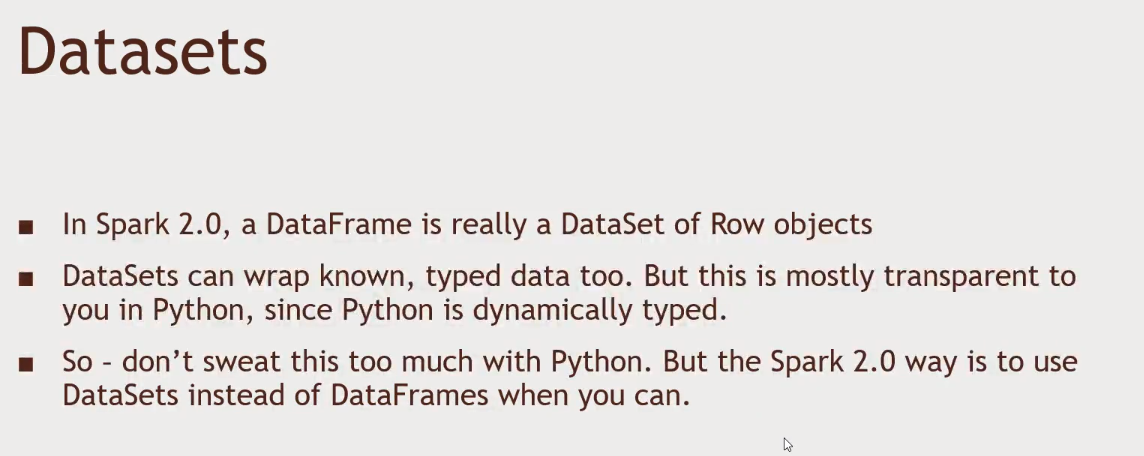 Datasets
▪ In Spark 2.0, a DataFrame is really a DataSet of Row objects
▪ DataSets can wrap known, typed data too. But this is mostly transparent to
you in Python, since Python is dynamically typed.
▪ So – don’t sweat this too much with Python. But the Spark 2.0 way is to use
DataSets instead of DataFrames when you can.